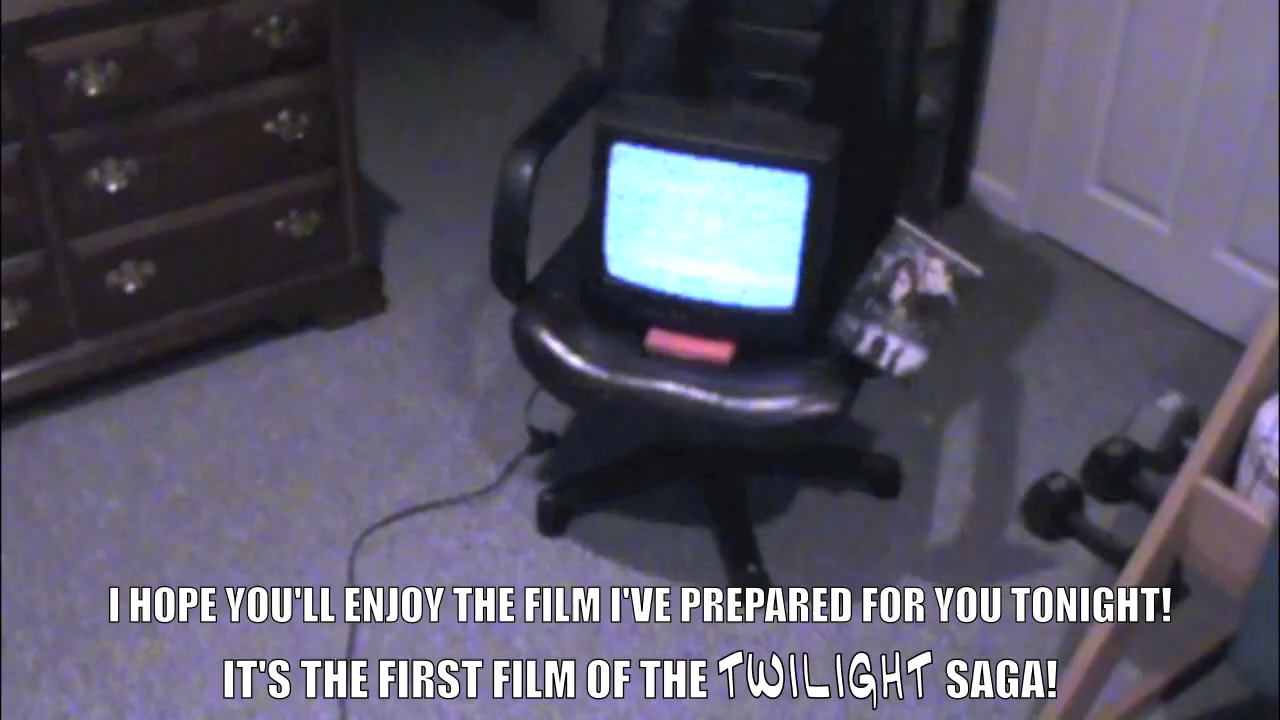 I HOPE YOU'LL ENJOY THE FILM I'VE PREPARED FOR YOU TONIGHT!
IT'S THE FIRST FILM OF THE TWILIGHT SAGA!